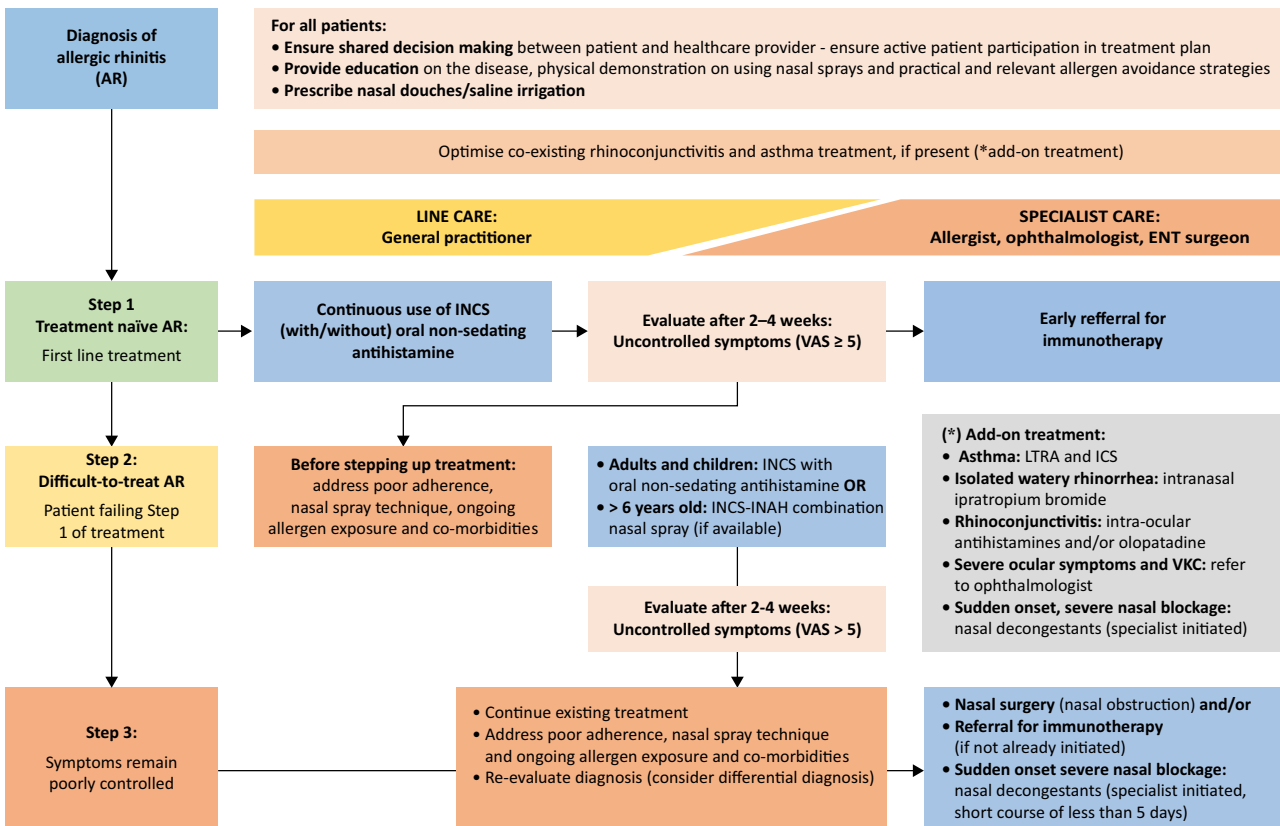 Diagnosis of
allergic rhinitis
(AR)
For all patients:
• Ensure shared decision making between patient and healthcare provider - ensure active patient participation in treatment plan
• Provide education on the disease, physical demonstration on using nasal sprays and practical and relevant allergen avoidance strategies
• Prescribe nasal douches/saline irrigation
Optimise co-existing rhinoconjunctivitis and asthma treatment, if present (*add-on treatment)
LINE CARE:
General practitioner
SPECIALIST CARE:
Allergist, ophthalmologist, ENT surgeon
Step 1
Treatment naïve AR:
First line treatment
Continuous use of INCS
(with/without) oral non-sedating
antihistamine
Evaluate after 2–4 weeks:
Uncontrolled symptoms (VAS ≥ 5)
Early refferral for
immunotherapy
Step 2:
Difficult-to-treat AR
Patient failing Step
1 of treatment
Before stepping up treatment:
address poor adherence,
nasal spray technique, ongoing
allergen exposure and co-morbidities
• Adults and children: INCS with
oral non-sedating antihistamine OR
• > 6 years old: INCS-INAH combination
nasal spray (if available)
(*) Add-on treatment:
• Asthma: LTRA and ICS
• Isolated watery rhinorrhea: intranasal
ipratropium bromide
• Rhinoconjunctivitis: intra-ocular
antihistamines and/or olopatadine
• Severe ocular symptoms and VKC: refer
to ophthalmologist
• Sudden onset, severe nasal blockage:
nasal decongestants (specialist initiated)
Evaluate after 2-4 weeks:
Uncontrolled symptoms (VAS > 5)
Step 3:
Symptoms remain
poorly controlled
• Continue existing treatment
• Address poor adherence, nasal spray technique
and ongoing allergen exposure and co-morbidities
• Re-evaluate diagnosis (consider differential diagnosis)
• Nasal surgery (nasal obstruction) and/or
• Referral for immunotherapy
(if not already initiated)
• Sudden onset severe nasal blockage:
nasal decongestants (specialist initiated,
short course of less than 5 days)